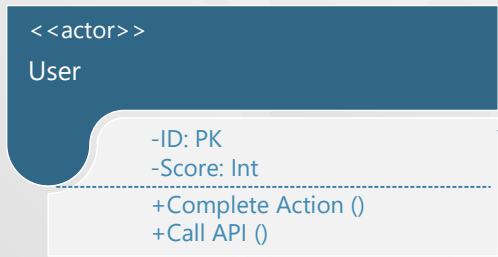 <<actor>>
User
-ID: PK
-Score: Int
+Complete Action ()
+Call API ()